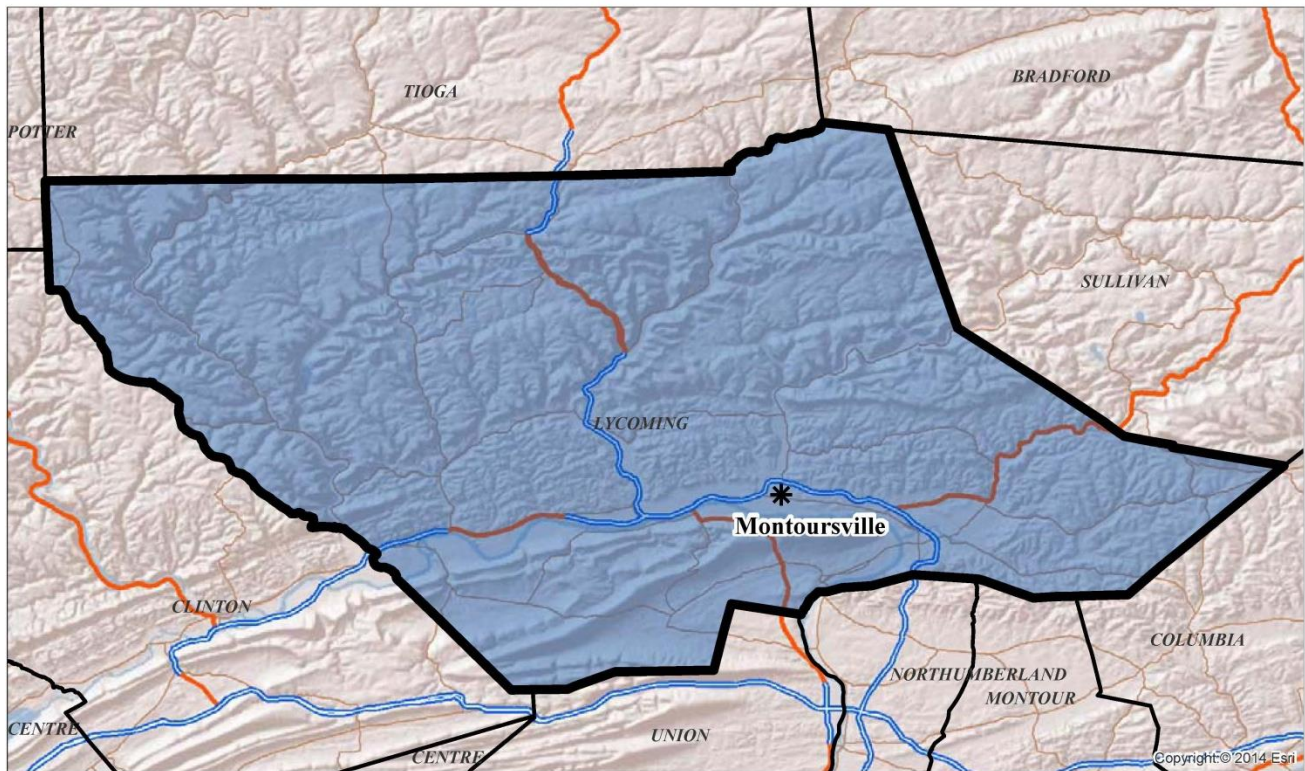 TIOGA
BRADFORD
POTTER
SULLIVAN
LYCOMING
Montoursville
CLINTON
COLUMBIA
NORTHUMBERLAND
MONTOUR
CENTRE
UNION
CENTRE
Copyright:© 2014 Esri